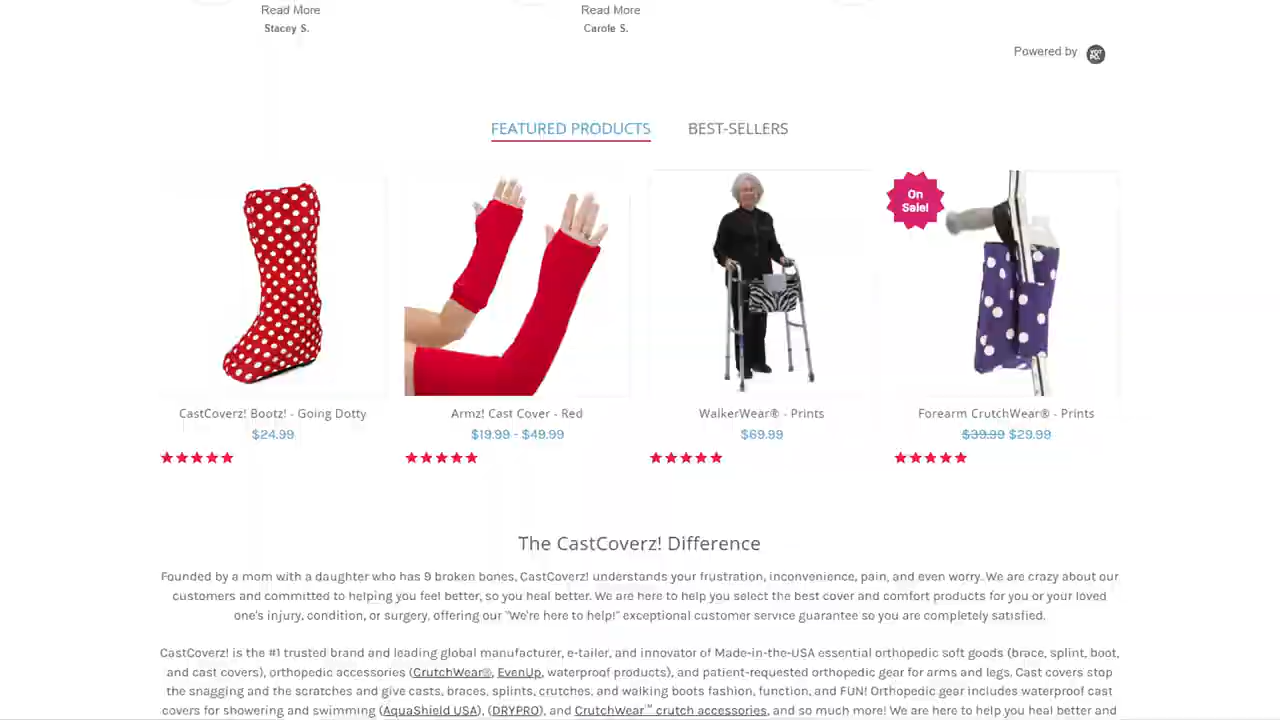 Read More
Read More
Stacey S.
Carole S.
Powered by
YOT
PO.
FEATURED PRODUCTS
BEST-SELLERS
On
Sale!
CastCoverz! Bootz! - Going Dotty
Armz! Cast Cover - Red
WalkerWear® - Prints
Forearm CrutchWear® - Prints
$24.99
$19.99 - $49.99
$69.99
$39.99 $29.99
The CastCoverz! Difference
Founded by a mom with a daughter who has 9 broken bones, CastCoverz! understands your frustration, inconvenience, pain, and even worry. We are crazy about our
customers and committed to helping you feel better, so you heal better. We are here to help you select the best cover and comfort products for you or your loved
one's injury, condition, or surgery, offering our "We're here to help!" exceptional customer service guarantee so you are completely satisfied.
CastCoverz! is the #1 trusted brand and leading global manufacturer, e-tailer, and innovator of Made-in-the-USA essential orthopedic soft goods (brace, splint, boot,
and cast covers), orthopedic accessories (CrutchWear®, EvenUp, waterproof products), and patient-requested orthopedic gear for arms and legs. Cast covers stop
the snagging and the scratches and give casts, braces, splints, crutches, and walking boots fashion, function, and FUN! Orthopedic gear includes waterproof cast
covers for showering and swimming (AquaShield USA), (DRYPRO), and CrutchWear™ crutch accessories, and so much more! We are here to help you heal better and